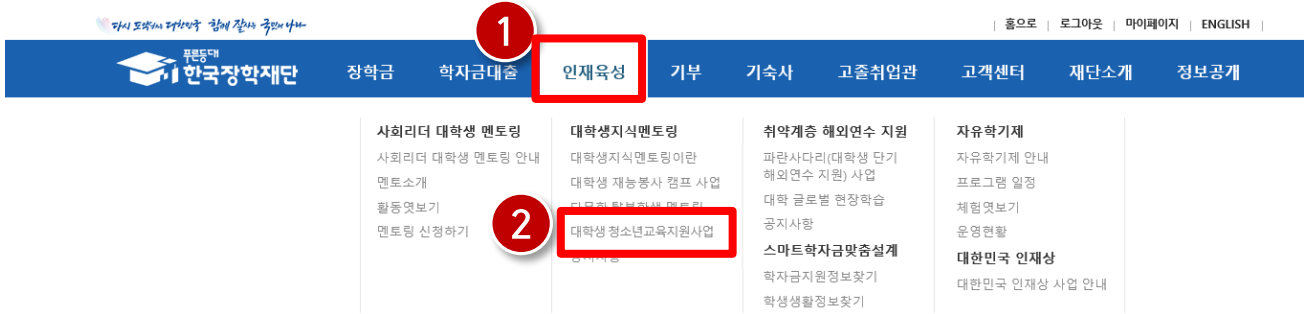 다시 도약하는 대한민국 함께 잘사는 국민의 나라
홈으로 | 로그아웃 | 마이페이지 | ENGLISH |
1
푸른등대
한국장학재단
장학금 학자금대출 인재육성 기부 기숙사 고졸취업관 고객센터 재단소개 정보공개
사회리더 대학생 멘토링
사회리더 대학생 멘토링 안내
멘토소개
활동엿보기
멘토링 신청하기
대학생지식멘토링
대학생지식멘토링이란
대학생 재능봉사 캠프 사업
다문화 탈북학생 멘토링
2
대학생 청소년교육지원사업
공지사항
취약계층 해외연수 지원
파란사다리(대학생 단기
해외연수 지원) 사업
대학 글로벌 현장학습
공지사항
스마트학자금맞춤설계
학자금지원정보찾기
학생생활정보찾기
자유학기제
자유학기제 안내
프로그램 일정
체험엿보기
운영현황
대한민국 인재상
대한민국 인재상 사업 안내